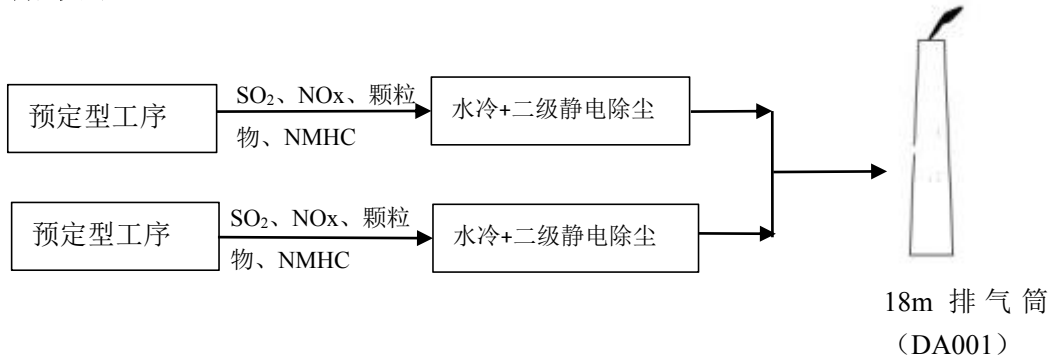 预定型工序
SO₂、NOx、颗粒
物、NMHC
水冷+二级静电除尘
预定型工序
SO₂、NOx、颗粒
物、NMHC
水冷+二级静电除尘
18m 排气筒
（DA001）